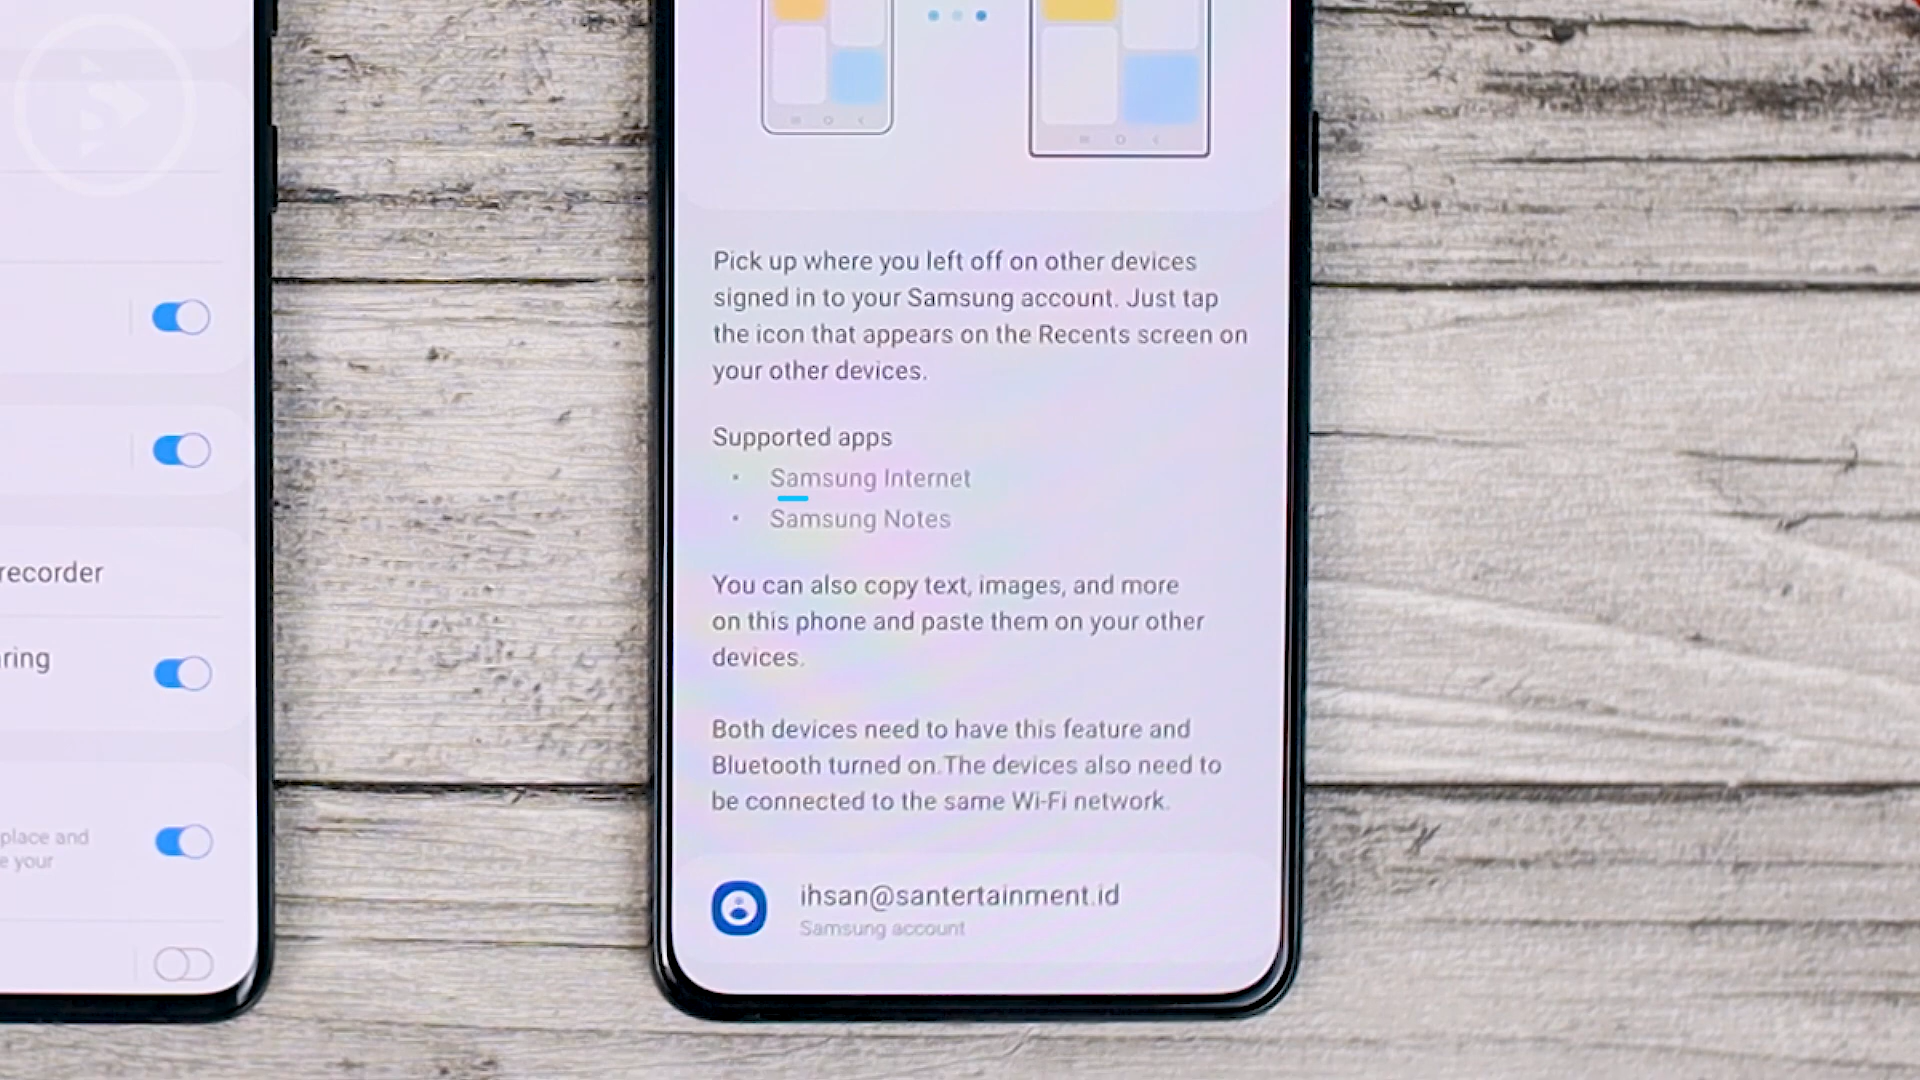 recorder
ring
place and
e your
Pick up where you left off on other devices
signed in to your Samsung account. Just tap
the icon that appears on the Recents screen on
your other devices.
Supported apps
· Samsung Internet
· Samsung Notes
You can also copy text, images, and more
on this phone and paste them on your other
devices.
Both devices need to have this feature and
Bluetooth turned on.The devices also need to
be connected to the same Wi-Fi network.
ihsan@santertainment.id
Samsung account